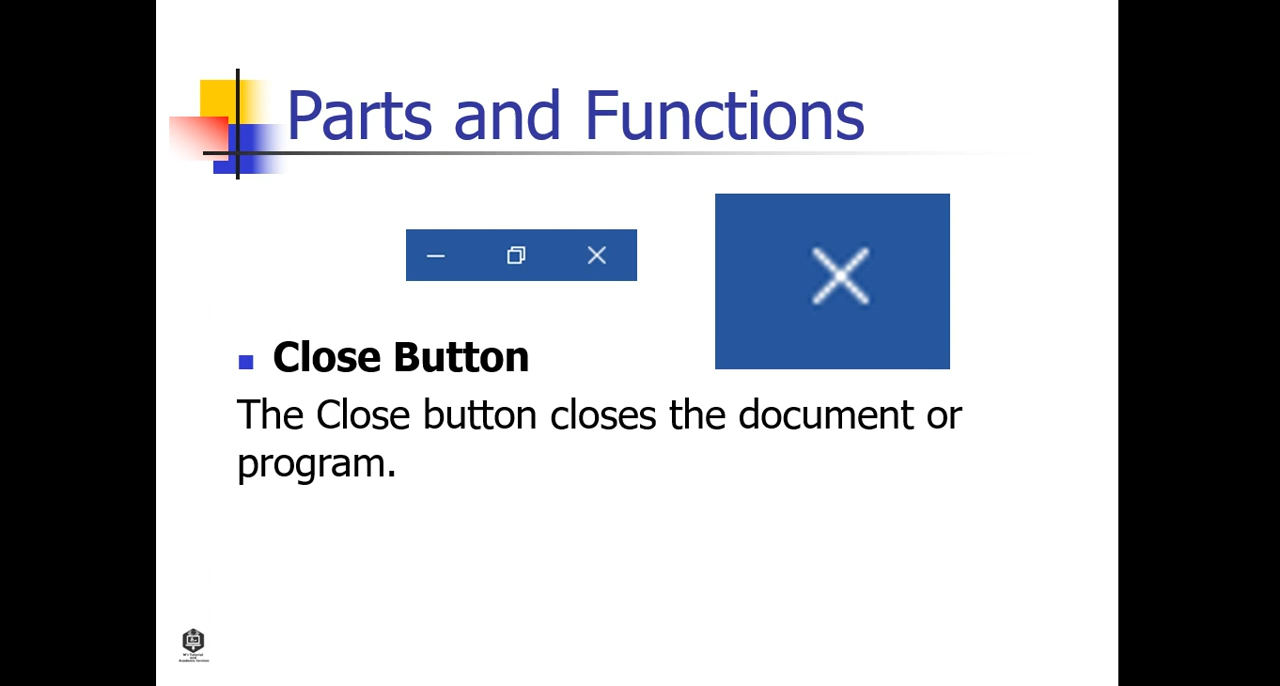 Parts and Functions
Close Button
The Close button closes the document or
program.